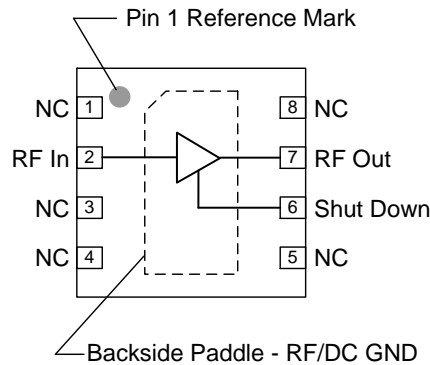 Pin 1 Reference Mark
NC 1
8 NC
RF In 2
7 RF Out
NC 3
6 Shut Down
NC 4
5 NC
Backside Paddle - RF/DC GND